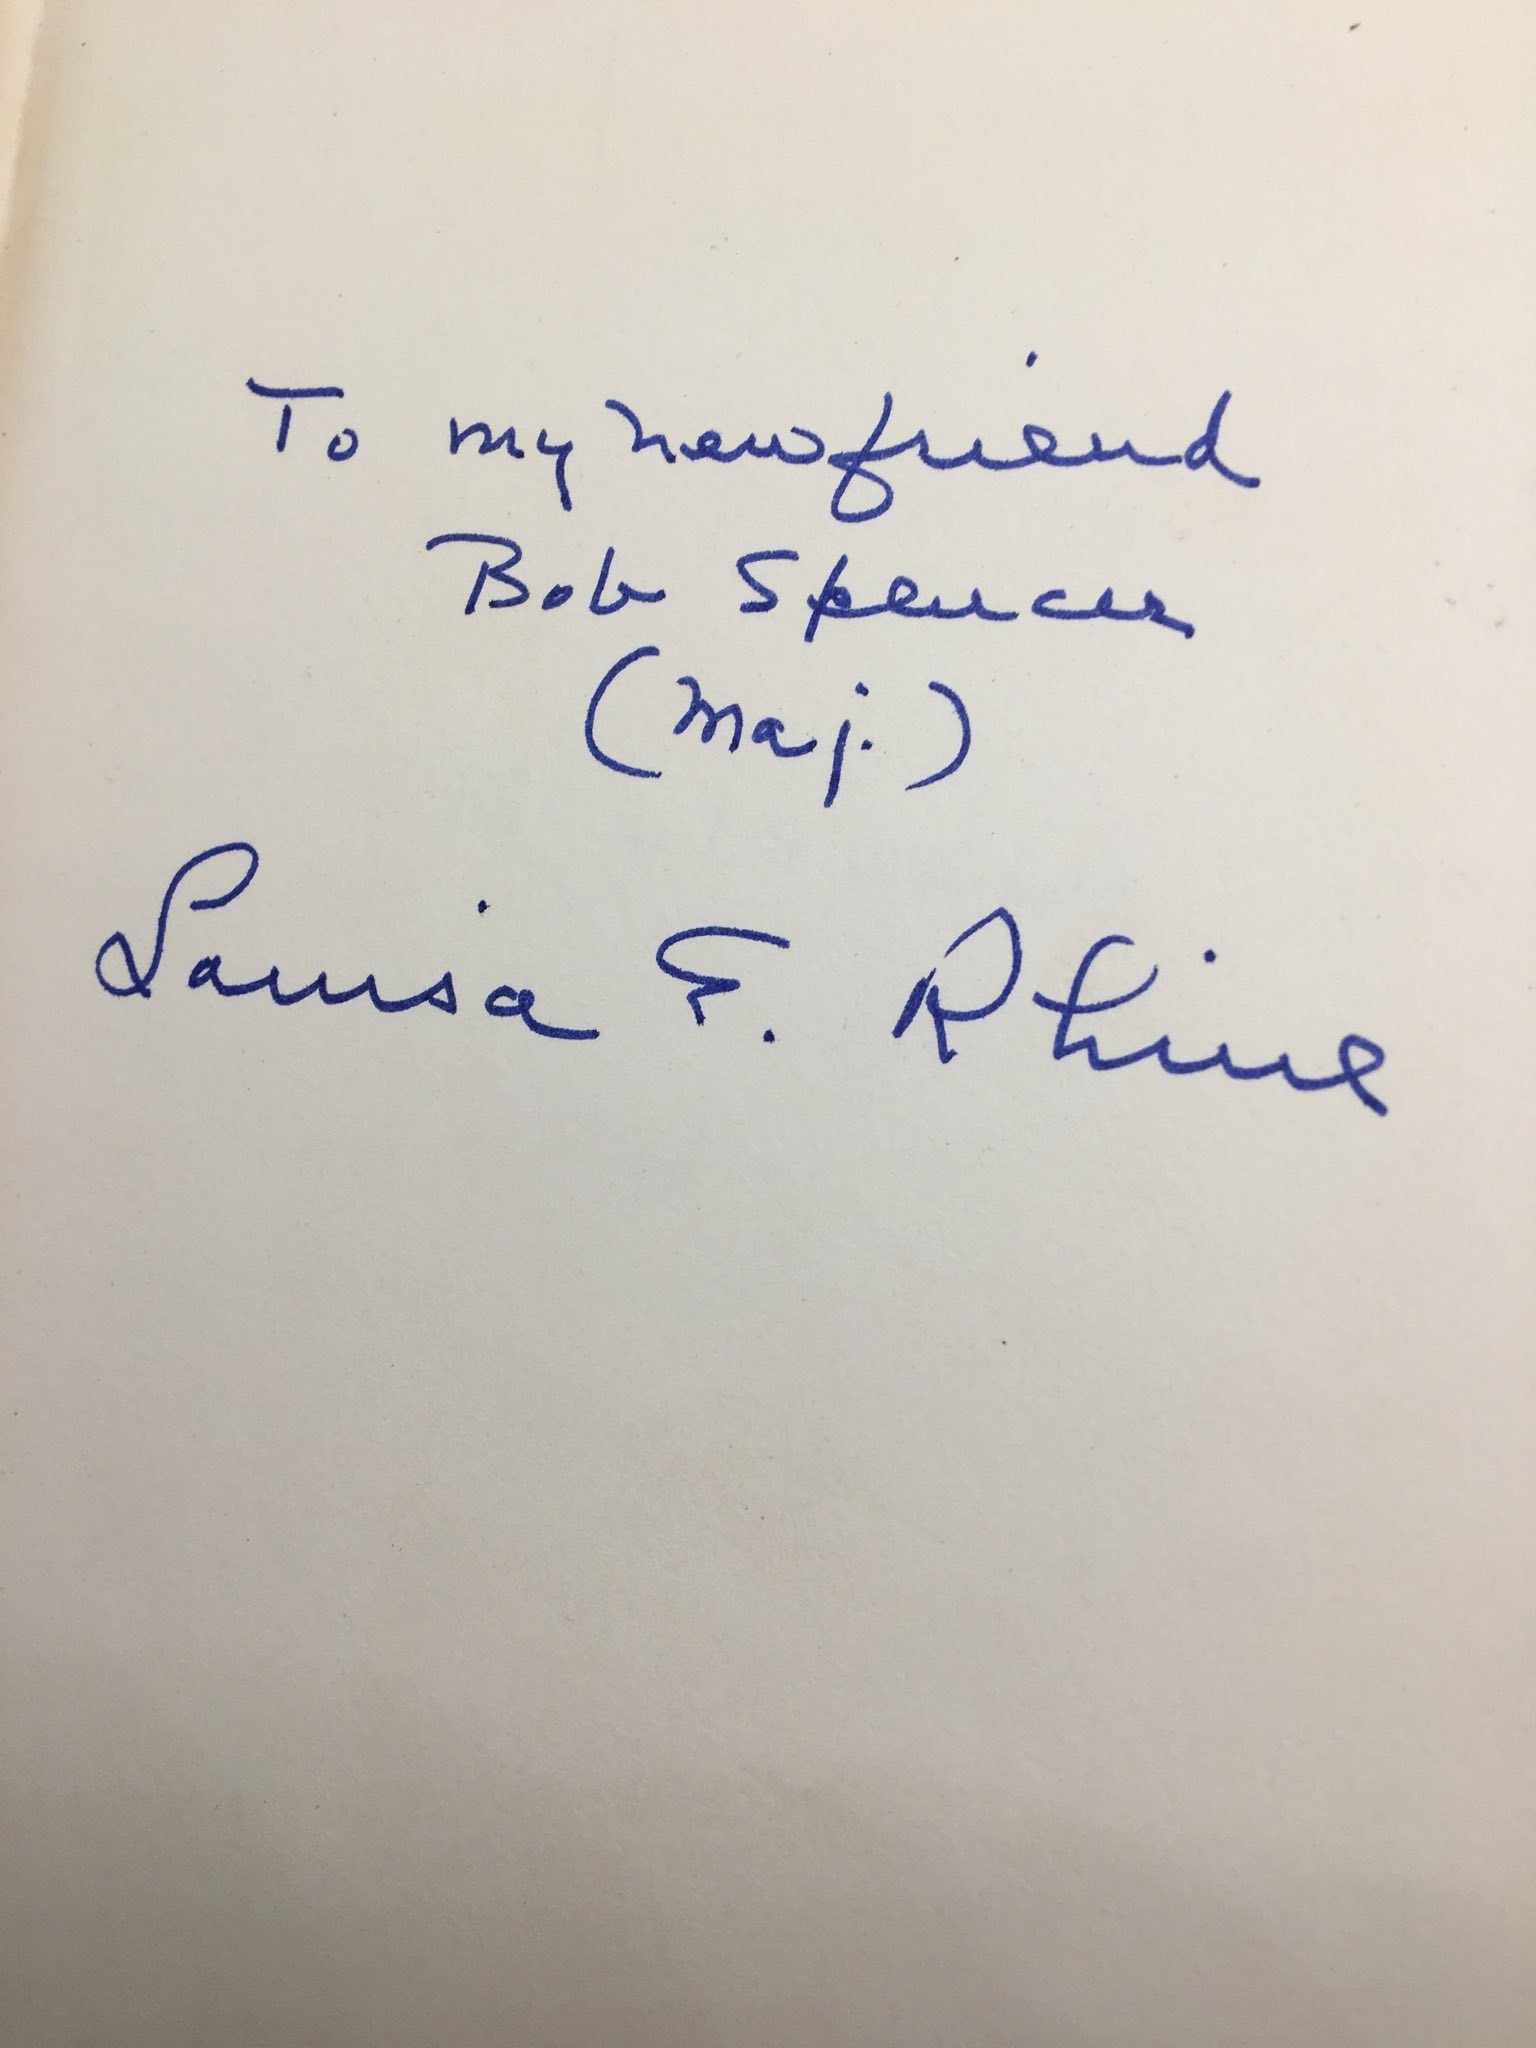 To my new friend
Bob Spencer
(Maj.)
Louisa E. Rhine